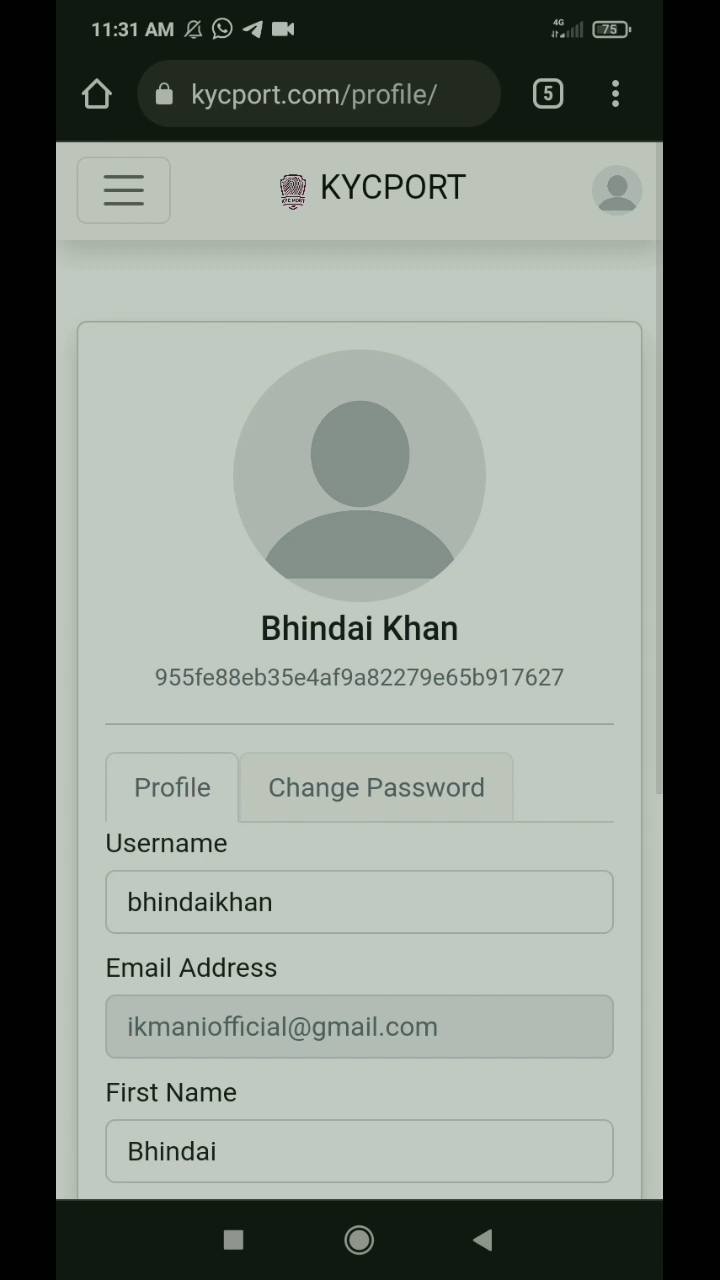 11:31 AM
4G
75
kycport.com/profile/
5
KYCPORT
Bhindai Khan
955fe88eb35e4af9a82279e65b917627
Profile
Change Password
Username
bhindaikhan
Email Address
ikmaniofficial@gmail.com
First Name
Bhindai